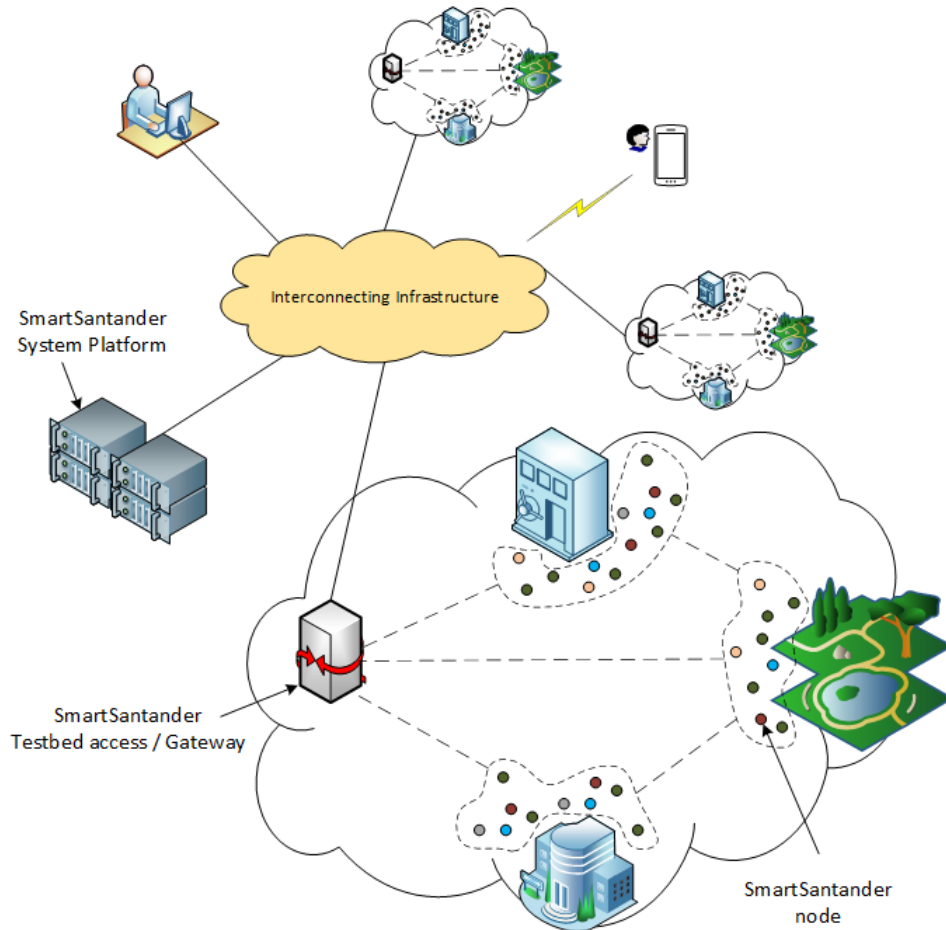 Interconnecting Infrastructure
SmartSantander
System Platform
SmartSantander
Testbed access / Gateway
SmartSantander
node